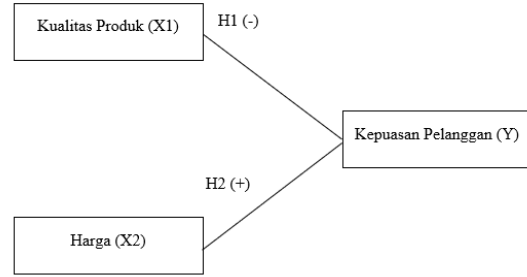 Kualitas Produk (X1)
H1 (-)
Kepuasan Pelanggan (Y)
H2 (+)
Harga (X2)